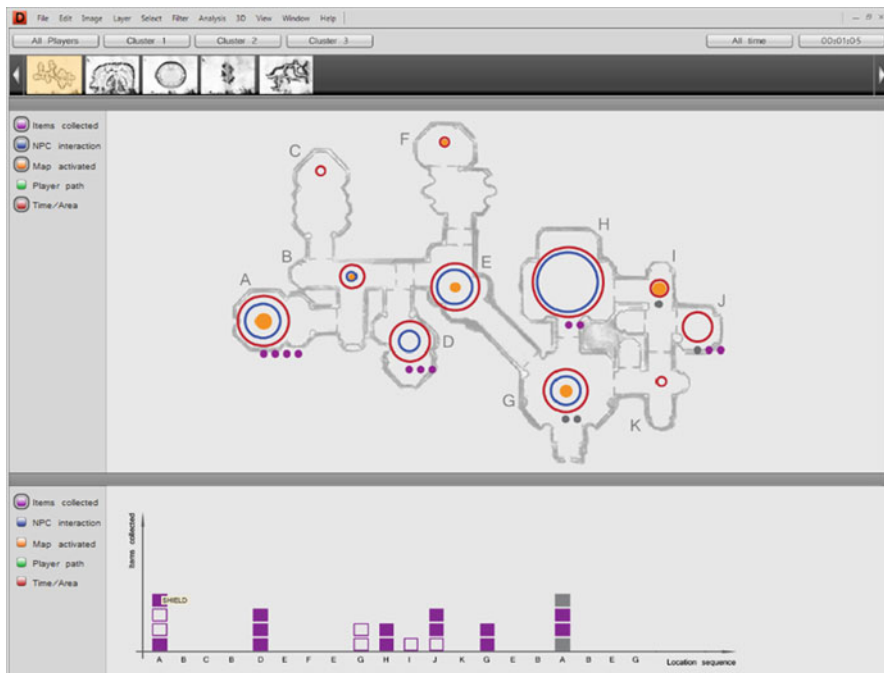 D File Edit Image Layer Select Filter Analysis 3D View Window Help
All Players Cluster 1 Cluster 2 Cluster 3 All time 00:01:05
Items collected
NPC interaction
Map activated
Player path
Time/Area
C
F
B
A
E
H
I
J
D
G
K
Items collected
NPC interaction
Map activated
Player path
Time/Area
Items collected
SHIELD
A B C B D E F E G H I J K G E B A B E G Location sequence